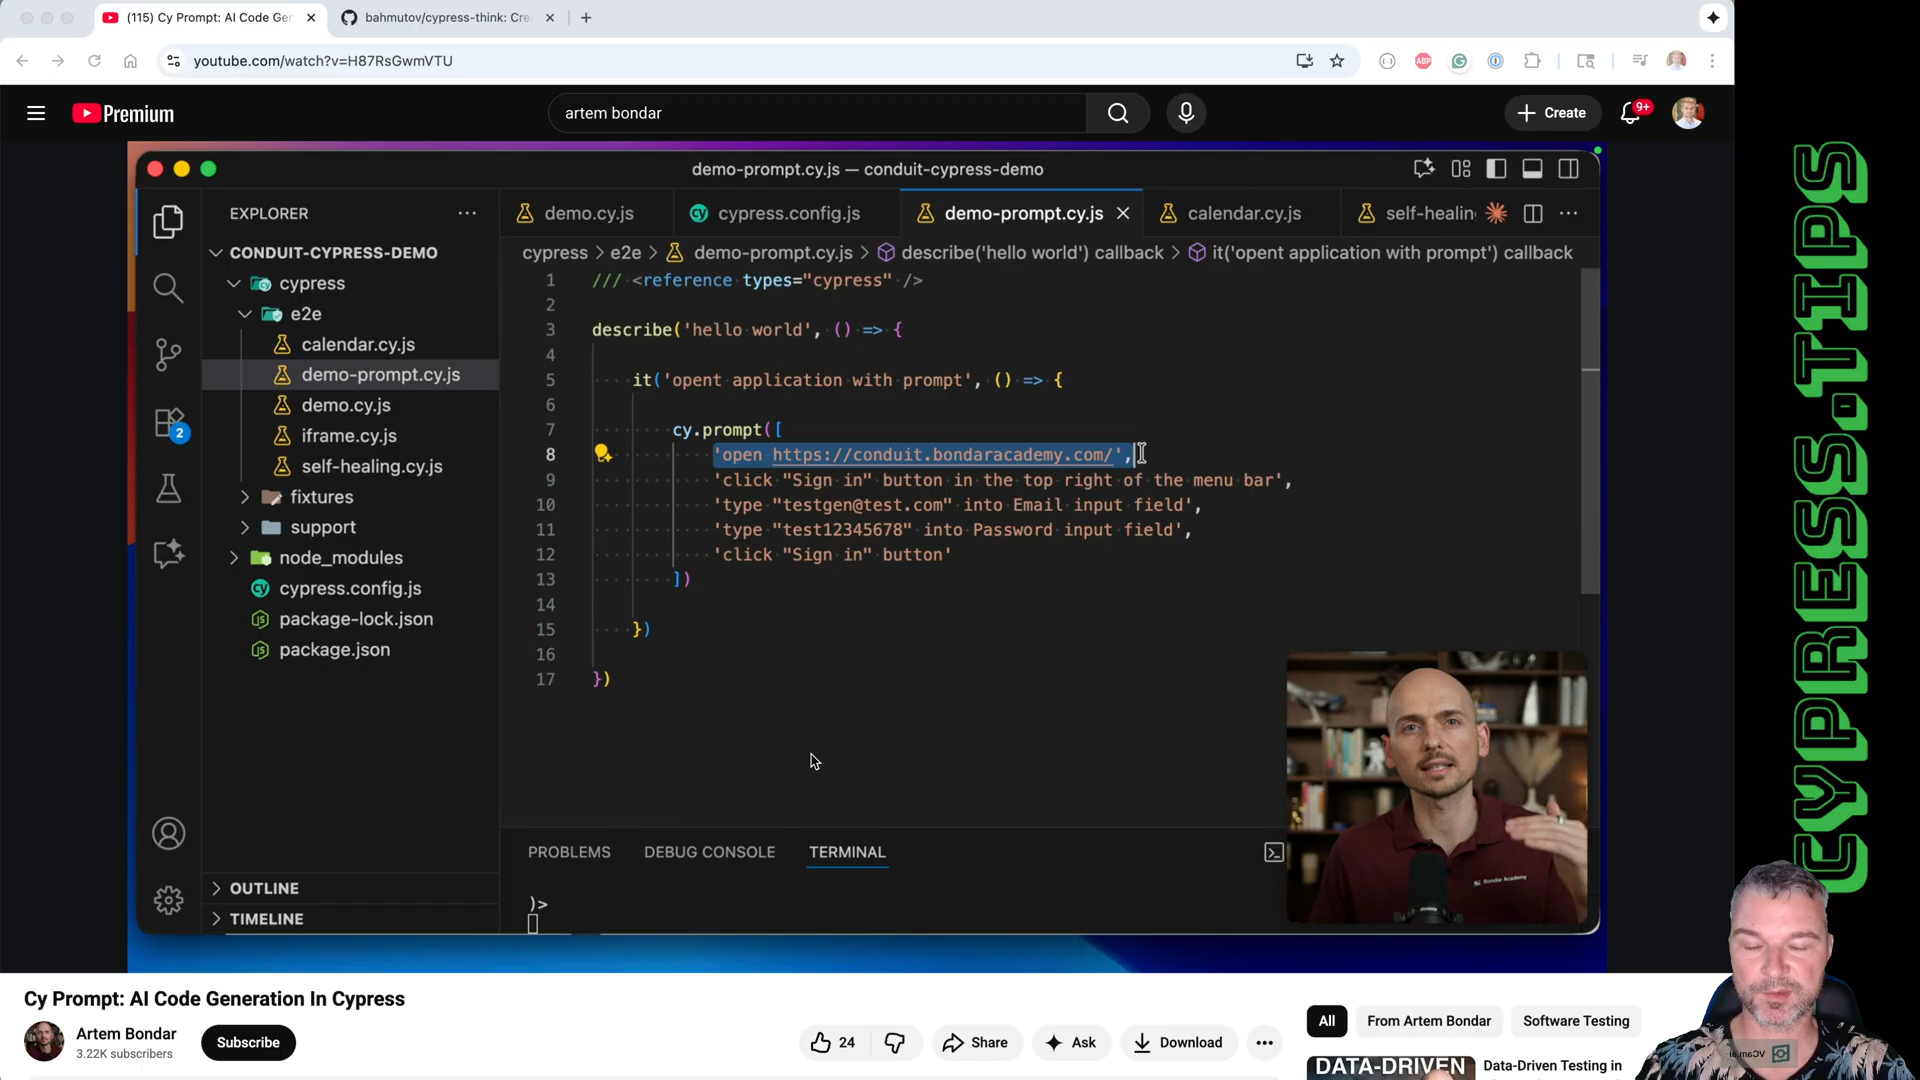 (115) Cy Prompt: AI Code Gen
bahmutov/cypress-think: Cre
youtube.com/watch?v=H87RsGwmVTU
ABP
Premium
artem bondar
Create
9+
demo-prompt.cy.js — conduit-cypress-demo
EXPLORER
demo.cy.js
cypress.config.js
demo-prompt.cy.js
calendar.cy.js
self-healin
cypress > e2e > demo-prompt.cy.js > describe('hello world') callback > it('opent application with prompt') callback
CONDUIT-CYPRESS-DEMO
cypress
e2e
calendar.cy.js
demo-prompt.cy.js
demo.cy.js
iframe.cy.js
self-healing.cy.js
fixtures
support
node_modules
cypress.config.js
package-lock.json
package.json
2
OUTLINE
TIMELINE
1 /// <reference types="cypress" />
2
3 describe('hello world', () => {
4
5 it('opent application with prompt', () => {
6
7 cy.prompt([
8 'open https://conduit.bondaracademy.com/',
9 'click "Sign in" button in the top right of the menu bar',
10 'type "testgen@test.com" into Email input field',
11 'type "test12345678" into Password input field',
12 'click "Sign in" button'
13 ])
14
15 })
16
17 })
PROBLEMS
DEBUG CONSOLE
TERMINAL
)>
Bondar Academy
CYPRESS.TIPS
Cy Prompt: AI Code Generation In Cypress
Artem Bondar
3.22K subscribers
Subscribe
24
Share
Ask
Download
All
From Artem Bondar
Software Testing
DATA-DRIVEN
Data-Driven Testing in
VCam.ai